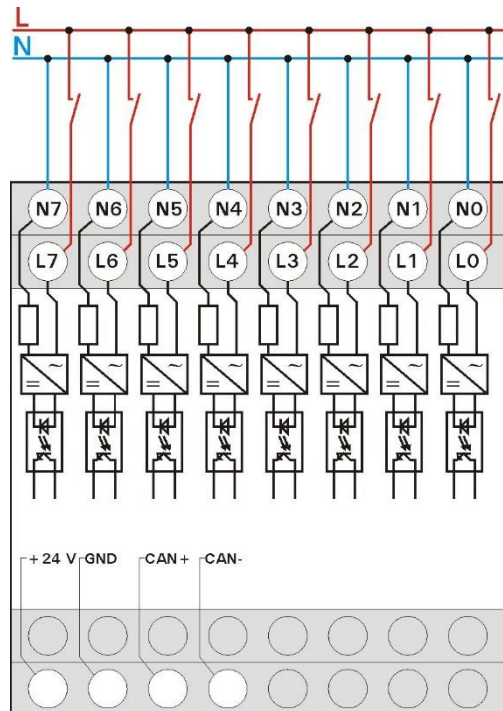 L
N
N7 N6 N5 N4 N3 N2 N1 N0
L7 L6 L5 L4 L3 L2 L1 L0
+24 V GND CAN+ CAN-